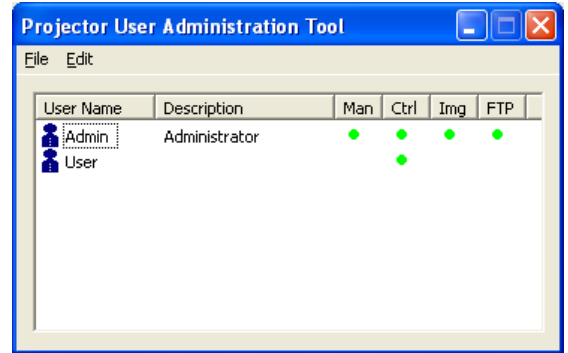 Projector User Administration Tool
File Edit
User Name Description Man Ctrl Img FTP
Admin Administrator
User